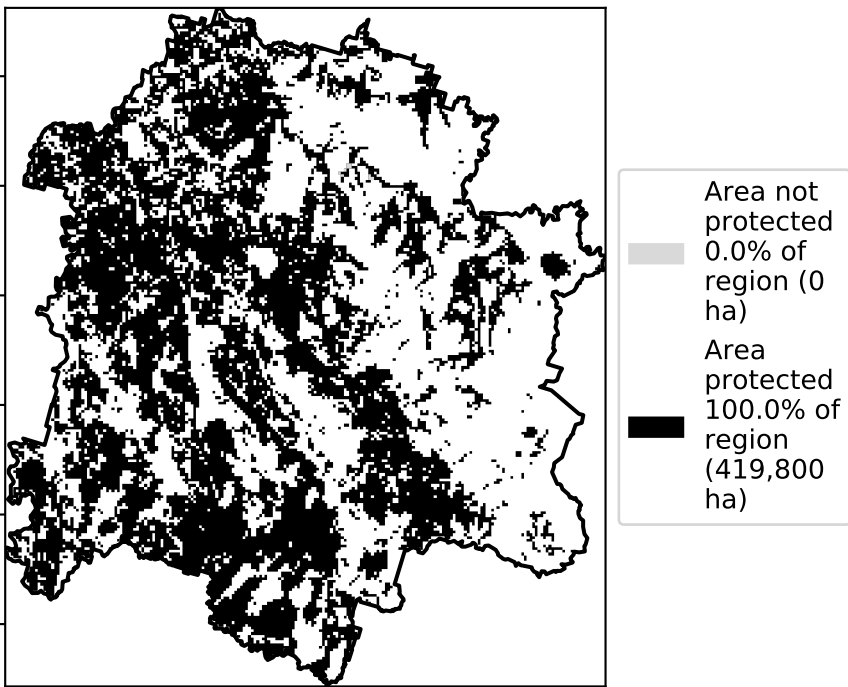 Area not
protected
0.0% of
region (0
ha)
Area
protected
100.0% of
region
(419,800
ha)